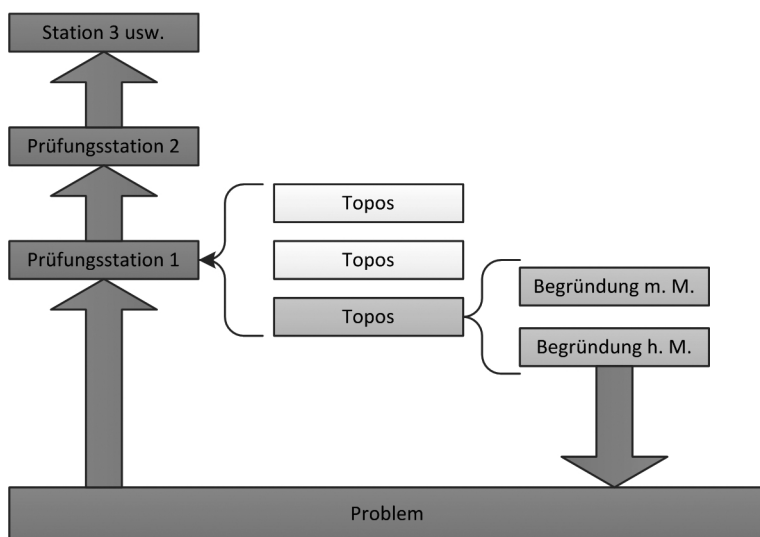 Station 3 usw.
Prüfungsstation 2
Topos
Prüfungsstation 1
Topos
Topos
Begründung m. M.
Begründung h. M.
Problem